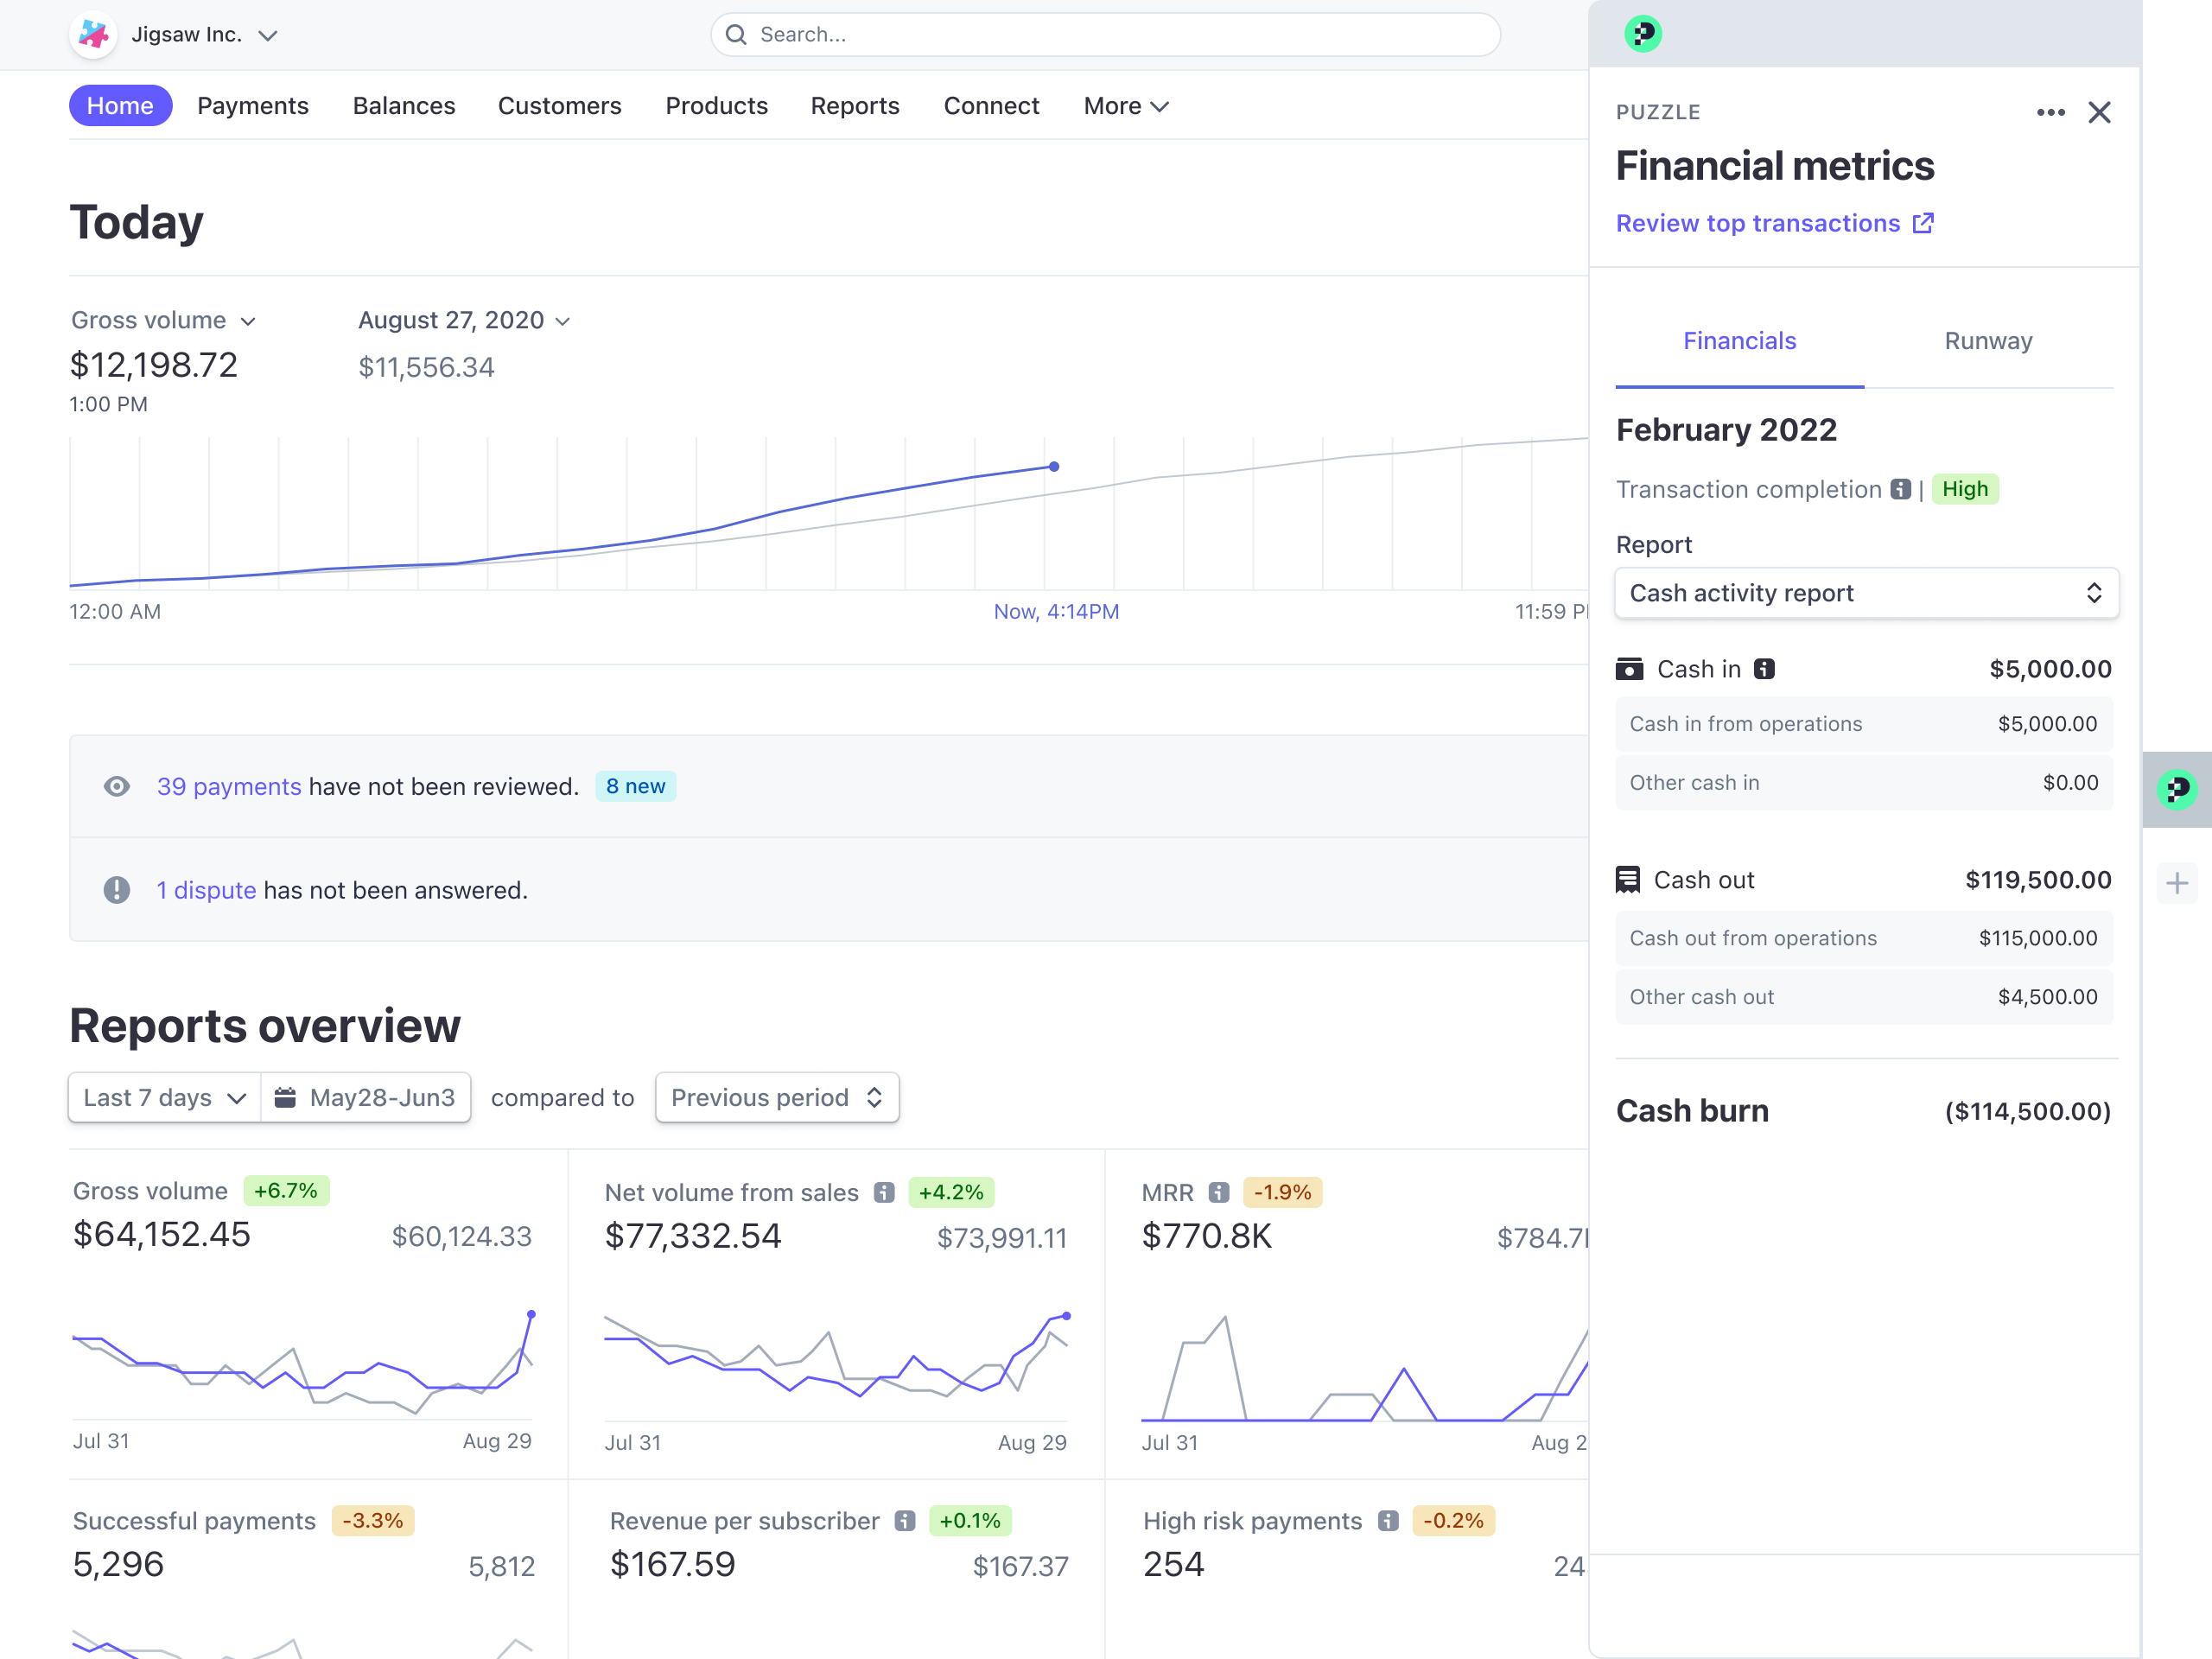 Jigsaw Inc.
Search...
Home Payments Balances Customers Products Reports Connect More
Today
Gross volume August 27, 2020
$12,198.72 $11,556.34
1:00 PM
12:00 AM Now, 4:14PM 11:59
39 payments have not been reviewed. 8 new
1 dispute has not been answered.
Reports overview
Last 7 days May28-Jun3 compared to Previous period
Gross volume +6.7%
$64,152.45 $60,124.33
Jul 31 Aug 29
Net volume from sales +4.2%
$77,332.54 $73,991.11
Jul 31 Aug 29
MRR -1.9%
$770.8K $784.7
Jul 31 Aug 2
Successful payments -3.3%
5,296 5,812
Revenue per subscriber +0.1%
$167.59 $167.37
High risk payments -0.2%
254 24
PUZZLE
Financial metrics
Review top transactions
Financials Runway
February 2022
Transaction completion | High
Report
Cash activity report
Cash in $5,000.00
Cash in from operations $5,000.00
Other cash in $0.00
Cash out $119,500.00
Cash out from operations $115,000.00
Other cash out $4,500.00
Cash burn ($114,500.00)